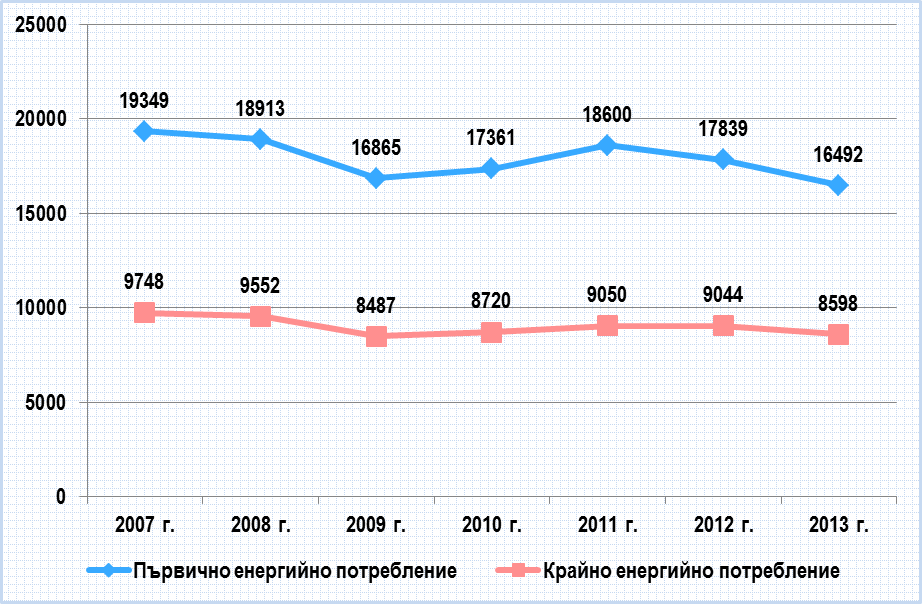 25000
20000
15000
10000
5000
0
19349
18913
16865
17361
18600
17839
16492
9748
9552
8487
8720
9050
9044
8598
2007 г.
2008 г.
2009 г.
2010 г.
2011 г.
2012 г.
2013 г.
Първично енергийно потребление
Крайно енергийно потребление